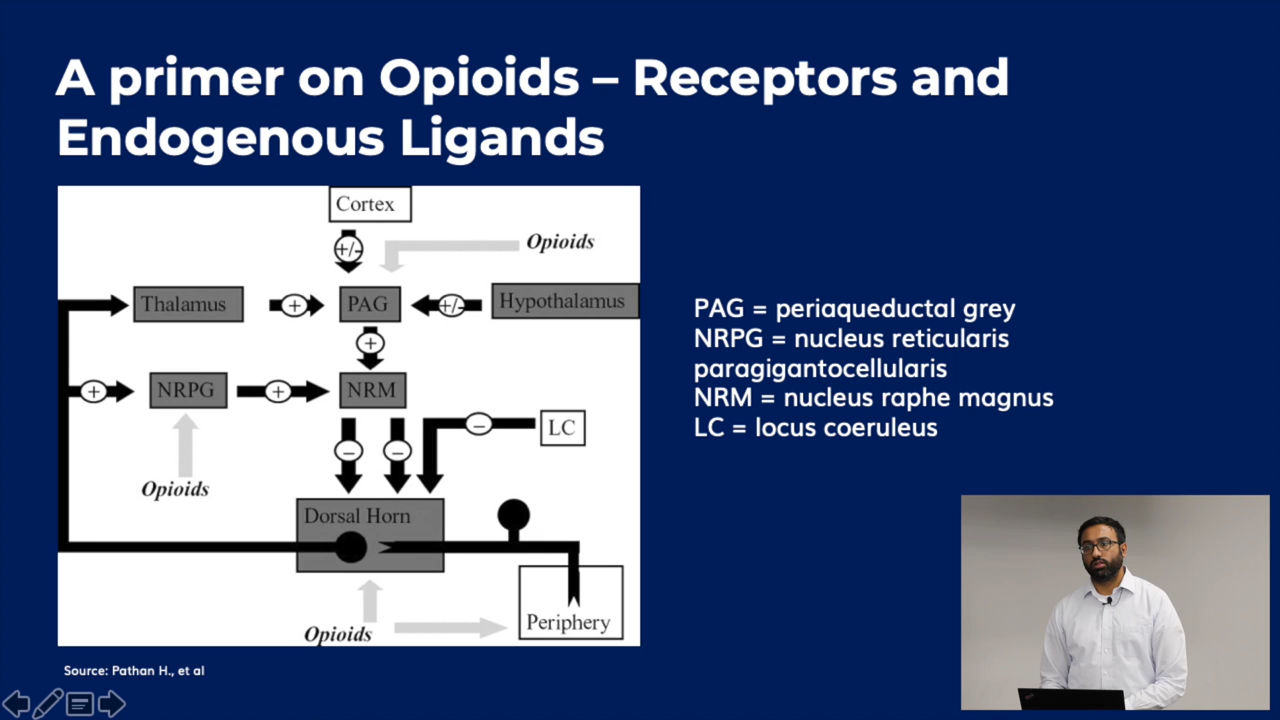 A primer on Opioids – Receptors and
Endogenous Ligands
Cortex
+/-
Opioids
Thalamus
+
PAG
+/-
Hypothalamus
+
+
NRPG
+
NRM
–
–
–
LC
Opioids
Dorsal Horn
Periphery
Opioids
PAG = periaqueductal grey
NRPG = nucleus reticularis
paragigantocellularis
NRM = nucleus raphe magnus
LC = locus coeruleus
Source: Pathan H., et al